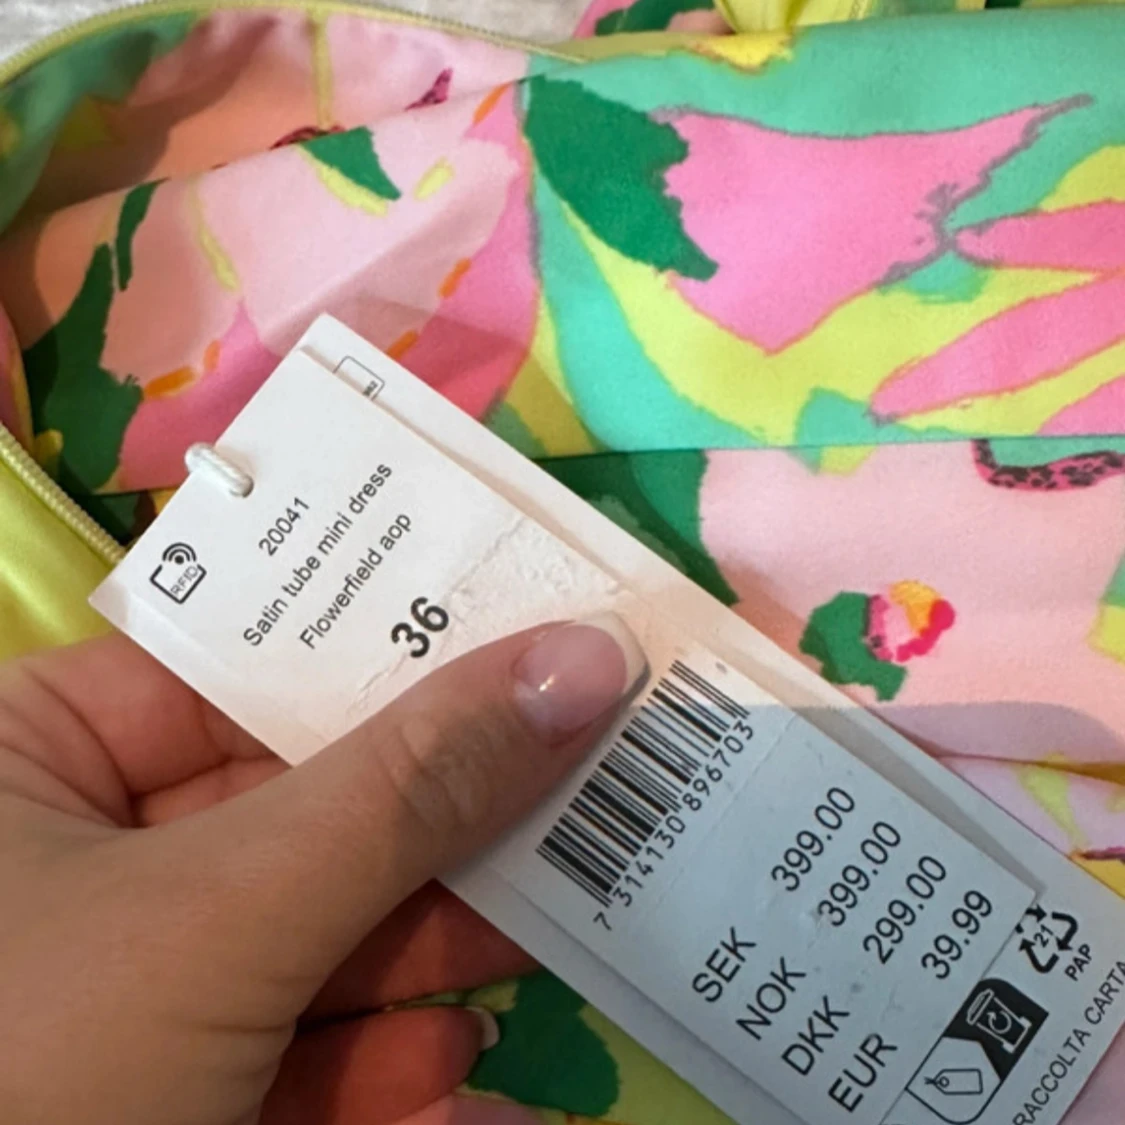 RFID
20041
Satin tube mini dress
Flowerfield aop
36
7 314130 896703
SEK 399.00
NOK 399.00
DKK 299.00
EUR 39.99
21
PAP
RACCOLTA CARTA